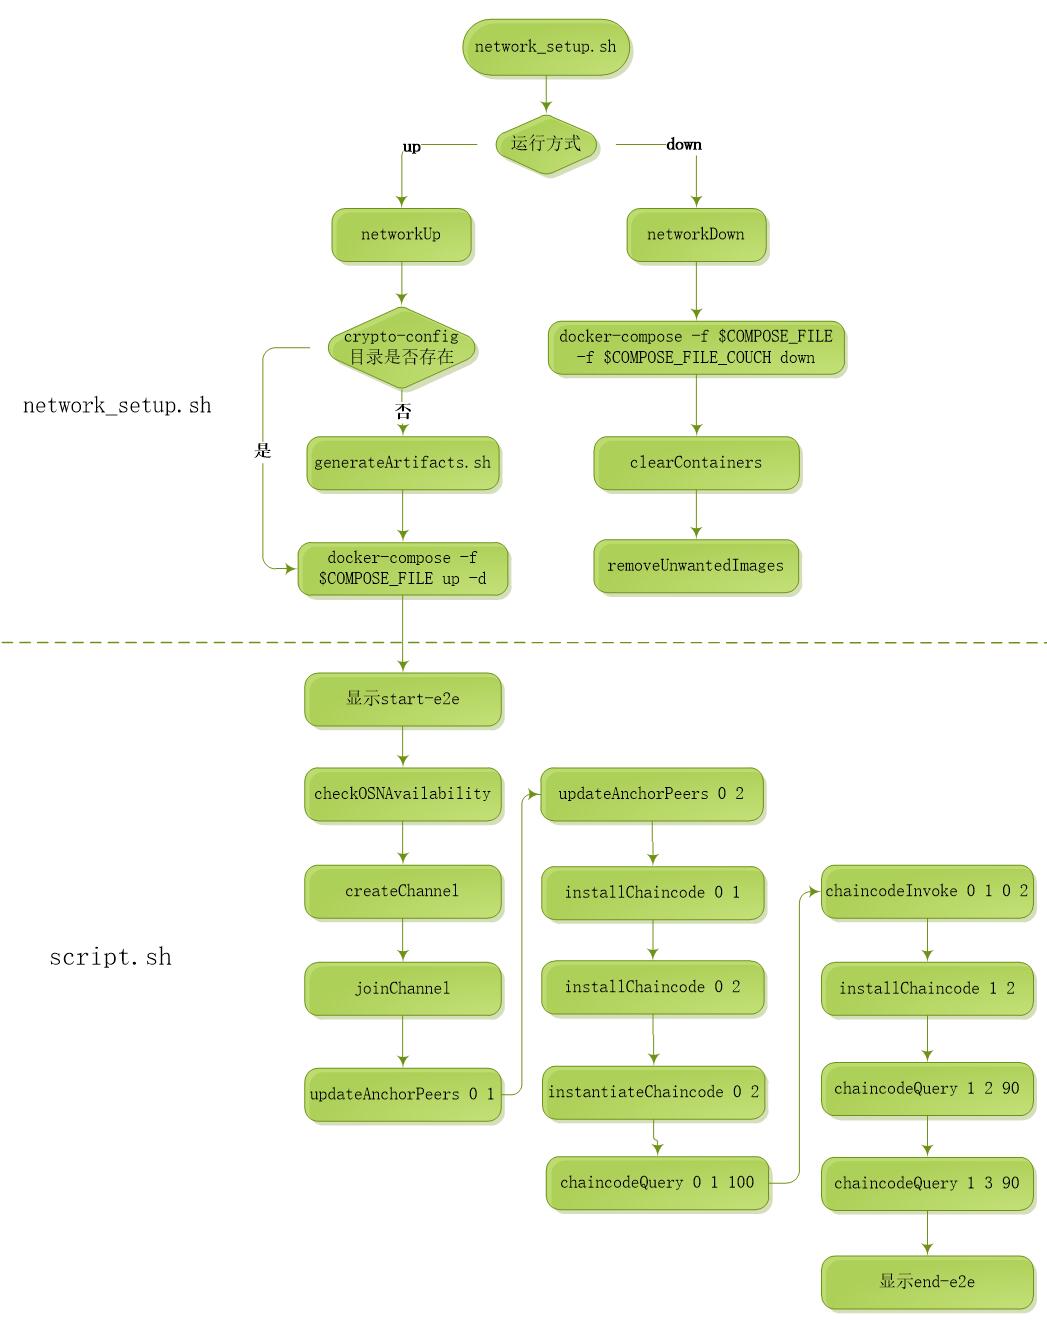 network_setup.sh
运行方式
up
down
networkUp
networkDown
crypto-config
目录是否存在
docker-compose -f $COMPOSE_FILE
-f $COMPOSE_FILE_COUCH down
network_setup.sh
否
是
generateArtifacts.sh
clearContainers
docker-compose -f
$COMPOSE_FILE up -d
removeUnwantedImages
显示start-e2e
checkOSNAvailability
createChannel
joinChannel
updateAnchorPeers 0 1
script.sh
updateAnchorPeers 0 2
installChaincode 0 1
installChaincode 0 2
instantiateChaincode 0 2
chaincodeQuery 0 1 100
chaincodeInvoke 0 1 0 2
installChaincode 1 2
chaincodeQuery 1 2 90
chaincodeQuery 1 3 90
显示end-e2e